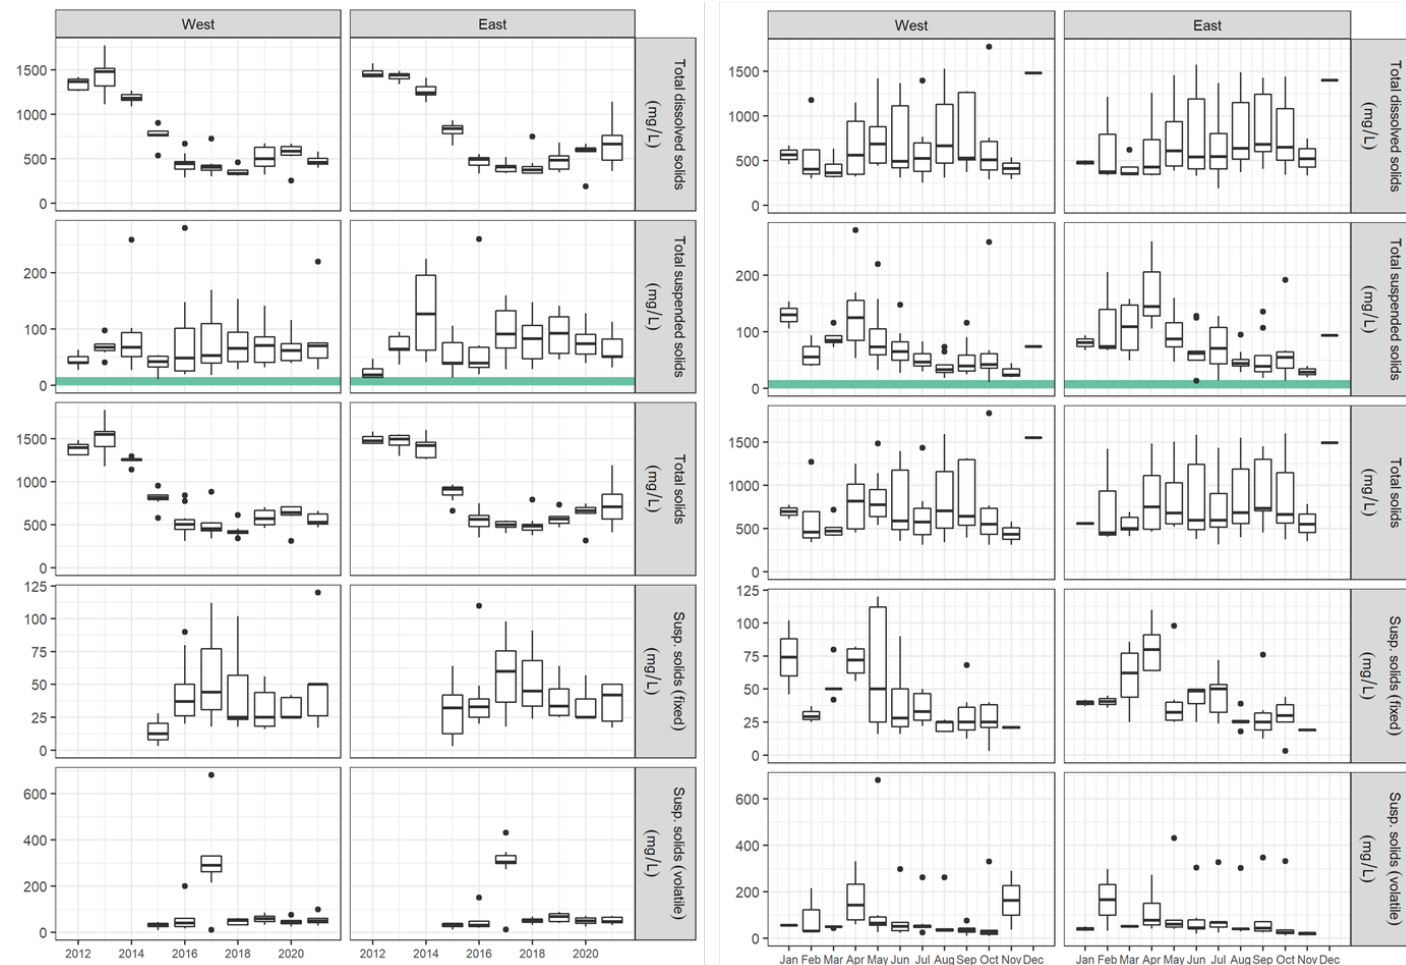 West
East
1500
1000
500
0
Total dissolved solids
(mg/L)
200
100
0
Total suspended solids
(mg/L)
1500
1000
500
0
Total solids
(mg/L)
125
100
75
50
25
0
Susp. solids (fixed)
(mg/L)
600
400
200
0
Susp. solids (volatile)
(mg/L)
2012 2014 2016 2018 2020
2012 2014 2016 2018 2020
West
East
1500
1000
500
0
Total dissolved solids
(mg/L)
200
100
0
Total suspended solids
(mg/L)
1500
1000
500
0
Total solids
(mg/L)
125
100
75
50
25
0
Susp. solids (fixed)
(mg/L)
600
400
200
0
Susp. solids (volatile)
(mg/L)
Jan Feb Mar Apr May Jun Jul Aug Sep Oct Nov Dec
Jan Feb Mar Apr May Jun Jul Aug Sep Oct Nov Dec